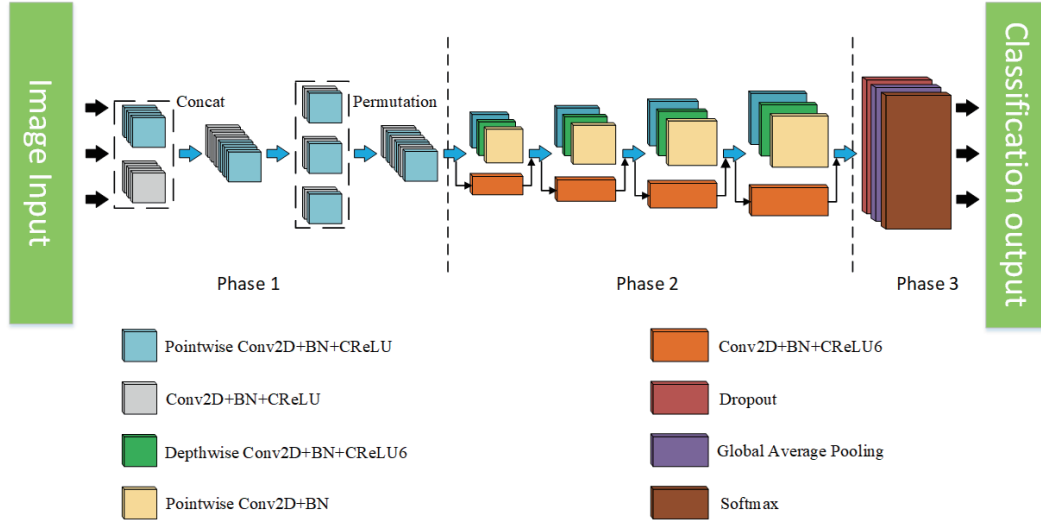 Image Input
Concat
Permutation
Classification output
Phase 1
Phase 2
Phase 3
Pointwise Conv2D+BN+CReLU
Conv2D+BN+CReLU6
Conv2D+BN+CReLU
Dropout
Depthwise Conv2D+BN+CReLU6
Global Average Pooling
Pointwise Conv2D+BN
Softmax